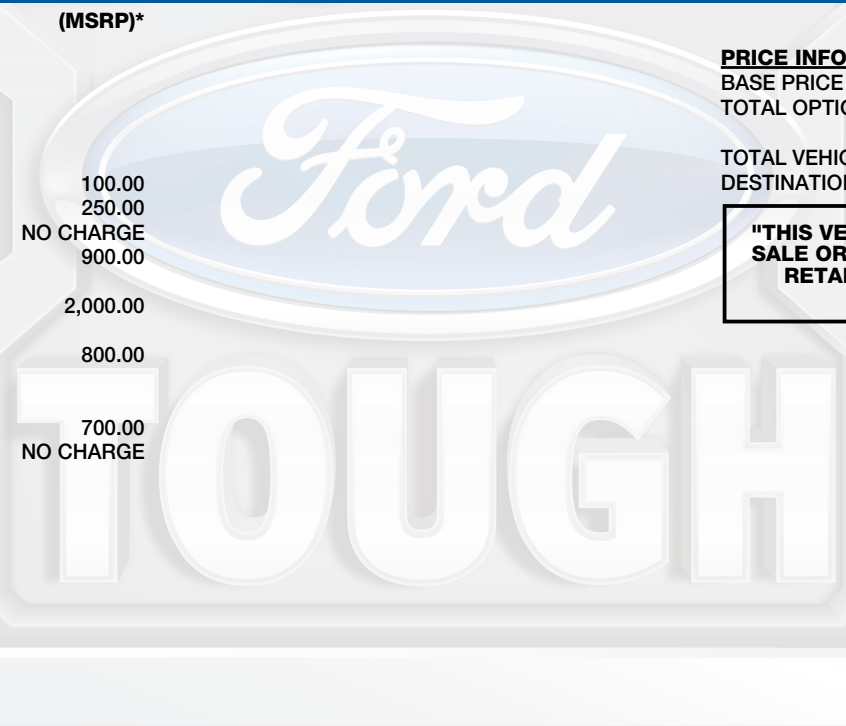 (MSRP)*
100.00
250.00
NO CHARGE
900.00
2,000.00
800.00
700.00
NO CHARGE
PRICE INFO
BASE PRICE
TOTAL OPTIO
TOTAL VEHIC
DESTINATION
"THIS VE
SALE OR
RETAI
Ford
TOUGH